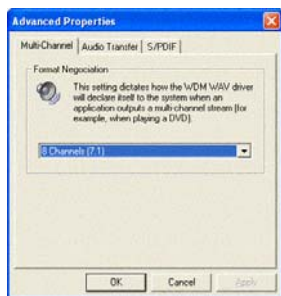 Advanced Properties
Multi-Channel Audio Transfer S/PDIF
Format Negociation
This setting dictates how the WDM WAV driver
will declare itself to the system when an
application outputs a multi-channel stream (for
example, when playing a DVD).
8 Channels (7.1)
OK Cancel Apply